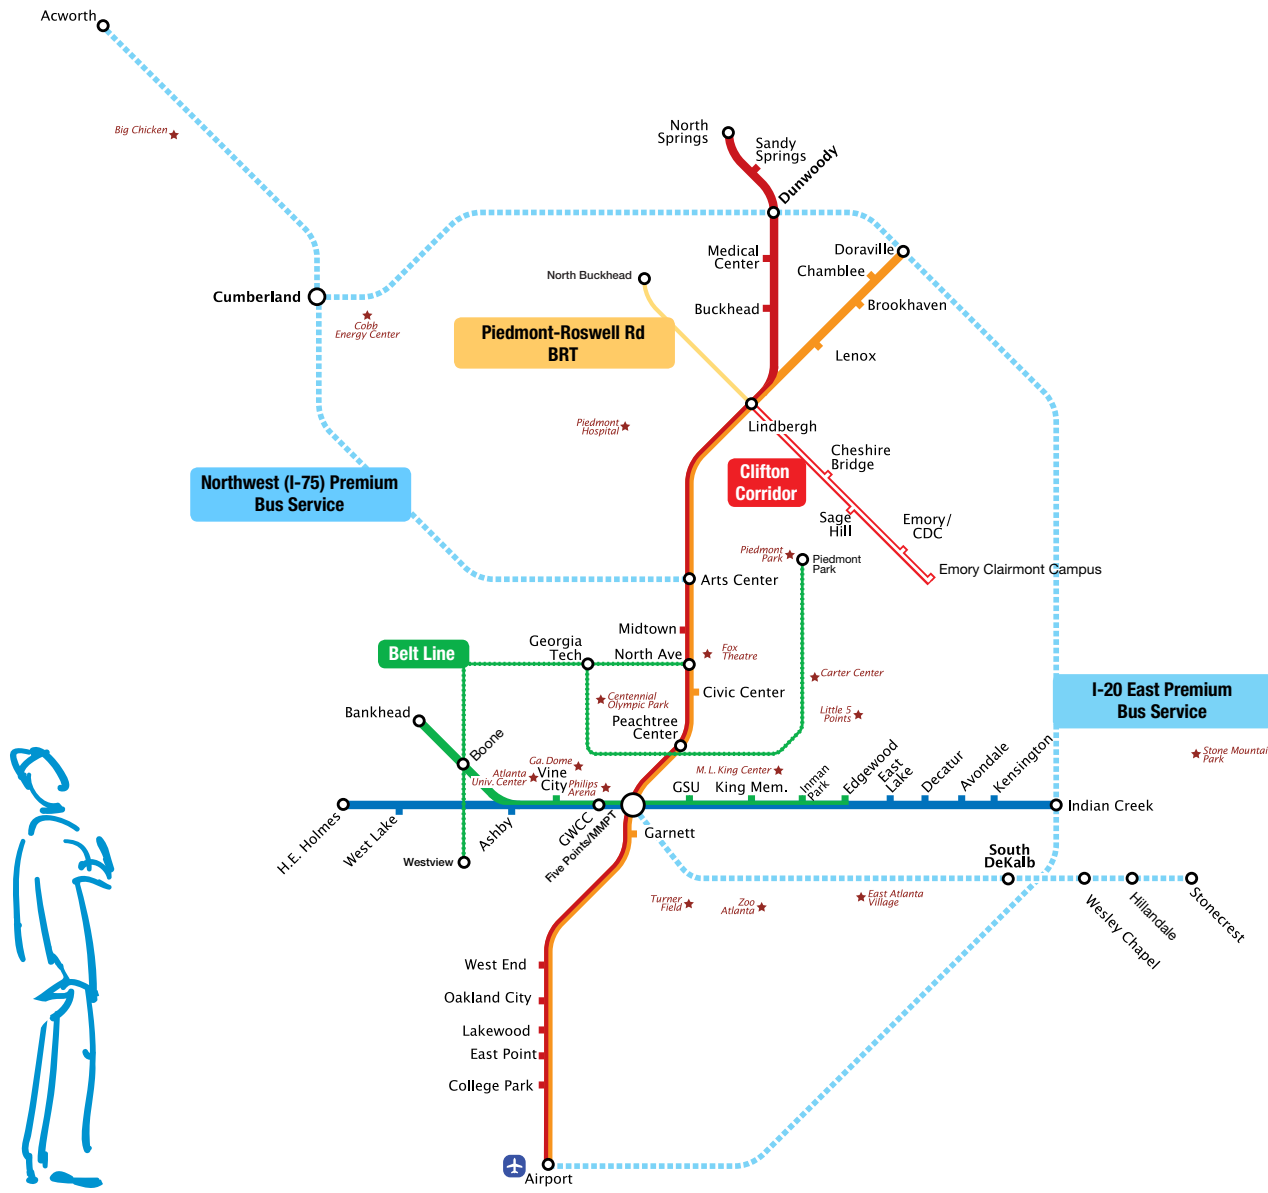 Acworth
Big Chicken
North
Springs
Sandy
Springs
Dunwoody
Medical
Center
Doraville
Chamblee
North Buckhead
Cumberland
Buckhead
Brookhaven
Cobb
Energy Center
Piedmont-Roswell Rd
BRT
Lenox
Piedmont
Hospital
Lindbergh
Cheshire
Bridge
Clifton
Corridor
Northwest (I-75) Premium
Bus Service
Sage
Hill
Emory/
CDC
Piedmont
Park
Piedmont
Park
Emory Clairmont Campus
Arts Center
Midtown
Georgia
Tech
North Ave
Fox
Theatre
Belt Line
Carter Center
Centennial
Olympic Park
Civic Center
I-20 East Premium
Bus Service
Bankhead
Peachtree
Center
Little 5
Points
Boone
Ga. Dome
Atlanta
Univ. Center
Vine
City
Philips
Arena
M. L. King Center
Stone Mountain
Park
GSU
King Mem.
Inman
Park
Edgewood
East
Lake
Decatur
Avondale
Kensington
Indian Creek
H.E. Holmes
West Lake
Ashby
GWCC
Five Points/MMPT
Garnett
Westview
South
DeKalb
Turner
Field
Zoo
Atlanta
East Atlanta
Village
Wesley Chapel
Hillandale
Stonecrest
West End
Oakland City
Lakewood
East Point
College Park
Airport